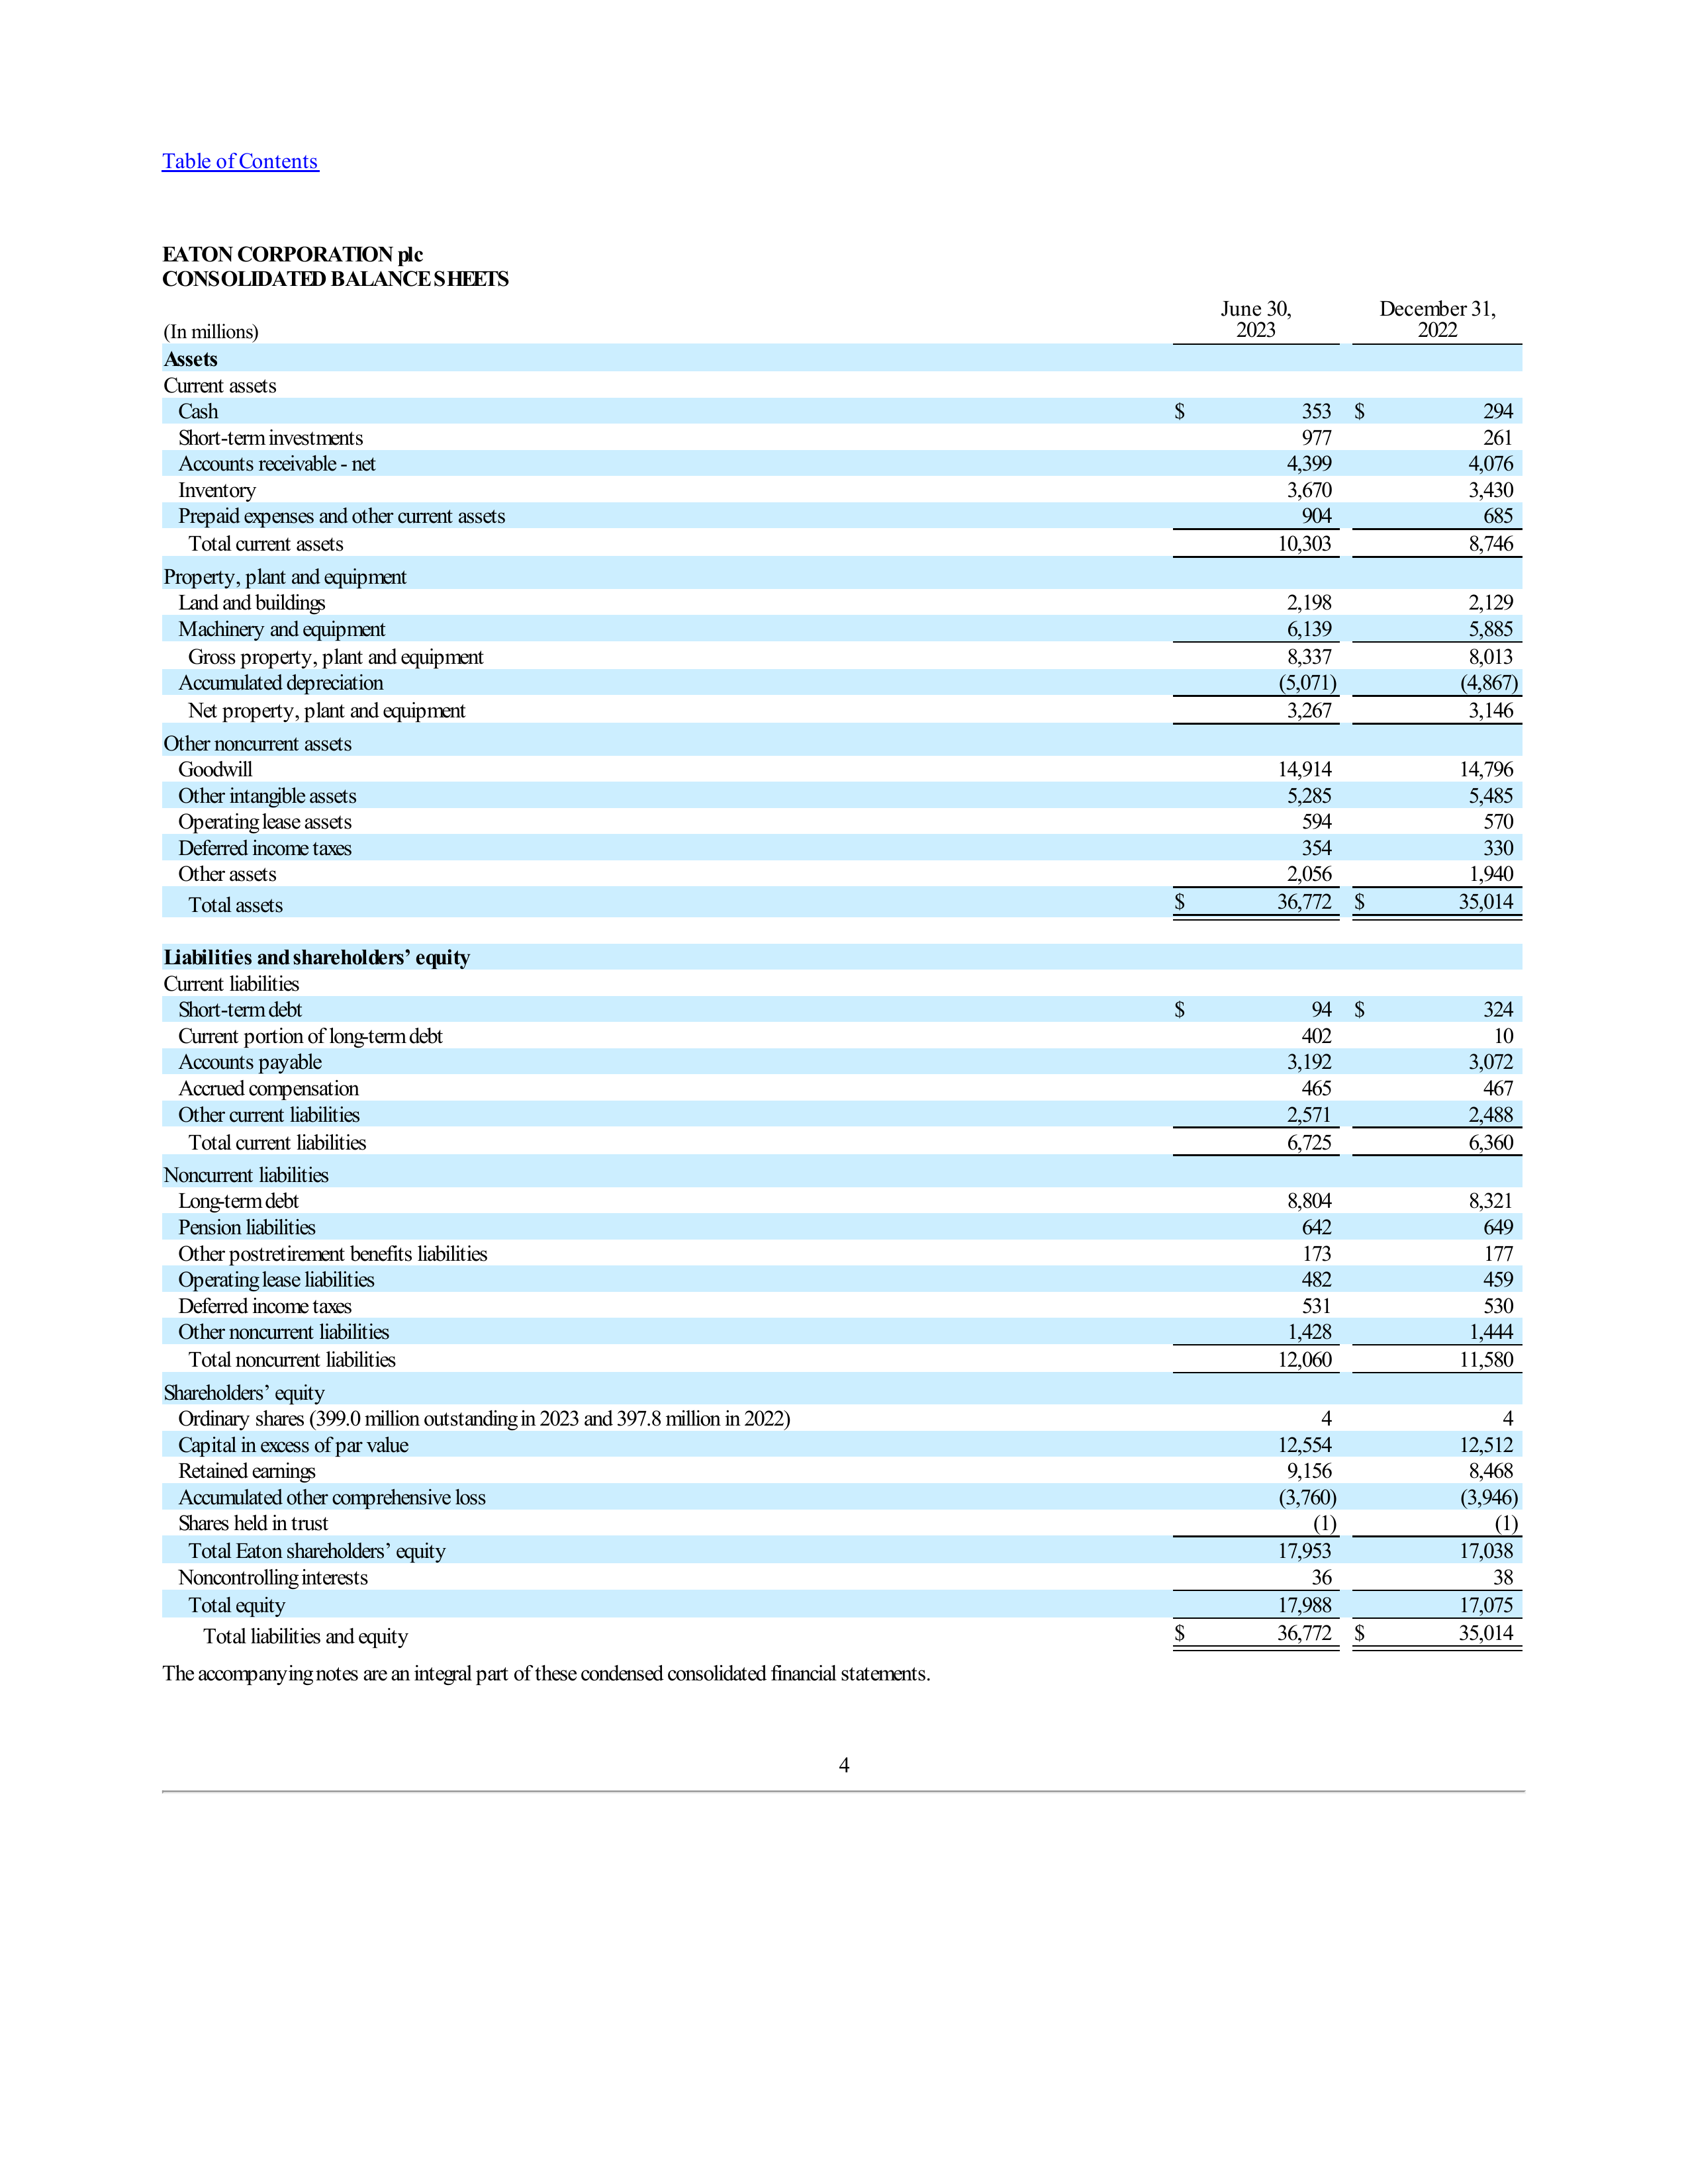 Table of Contents
EATON CORPORATION plc
CONSOLIDATED BALANCE SHEETS
(In millions) June 30, 2023 December 31, 2022
Assets
Current assets
Cash $ 353 $ 294
Short-term investments 977 261
Accounts receivable - net 4,399 4,076
Inventory 3,670 3,430
Prepaid expenses and other current assets 904 685
Total current assets 10,303 8,746
Property, plant and equipment
Land and buildings 2,198 2,129
Machinery and equipment 6,139 5,885
Gross property, plant and equipment 8,337 8,013
Accumulated depreciation (5,071) (4,867)
Net property, plant and equipment 3,267 3,146
Other noncurrent assets
Goodwill 14,914 14,796
Other intangible assets 5,285 5,485
Operating lease assets 594 570
Deferred income taxes 354 330
Other assets 2,056 1,940
Total assets $ 36,772 $ 35,014
Liabilities and shareholders’ equity
Current liabilities
Short-term debt $ 94 $ 324
Current portion of long-term debt 402 10
Accounts payable 3,192 3,072
Accrued compensation 465 467
Other current liabilities 2,571 2,488
Total current liabilities 6,725 6,360
Noncurrent liabilities
Long-term debt 8,804 8,321
Pension liabilities 642 649
Other postretirement benefits liabilities 173 177
Operating lease liabilities 482 459
Deferred income taxes 531 530
Other noncurrent liabilities 1,428 1,444
Total noncurrent liabilities 12,060 11,580
Shareholders’ equity
Ordinary shares (399.0 million outstanding in 2023 and 397.8 million in 2022) 4 4
Capital in excess of par value 12,554 12,512
Retained earnings 9,156 8,468
Accumulated other comprehensive loss (3,760) (3,946)
Shares held in trust (1) (1)
Total Eaton shareholders’ equity 17,953 17,038
Noncontrolling interests 36 38
Total equity 17,988 17,075
Total liabilities and equity $ 36,772 $ 35,014
The accompanying notes are an integral part of these condensed consolidated financial statements.
4